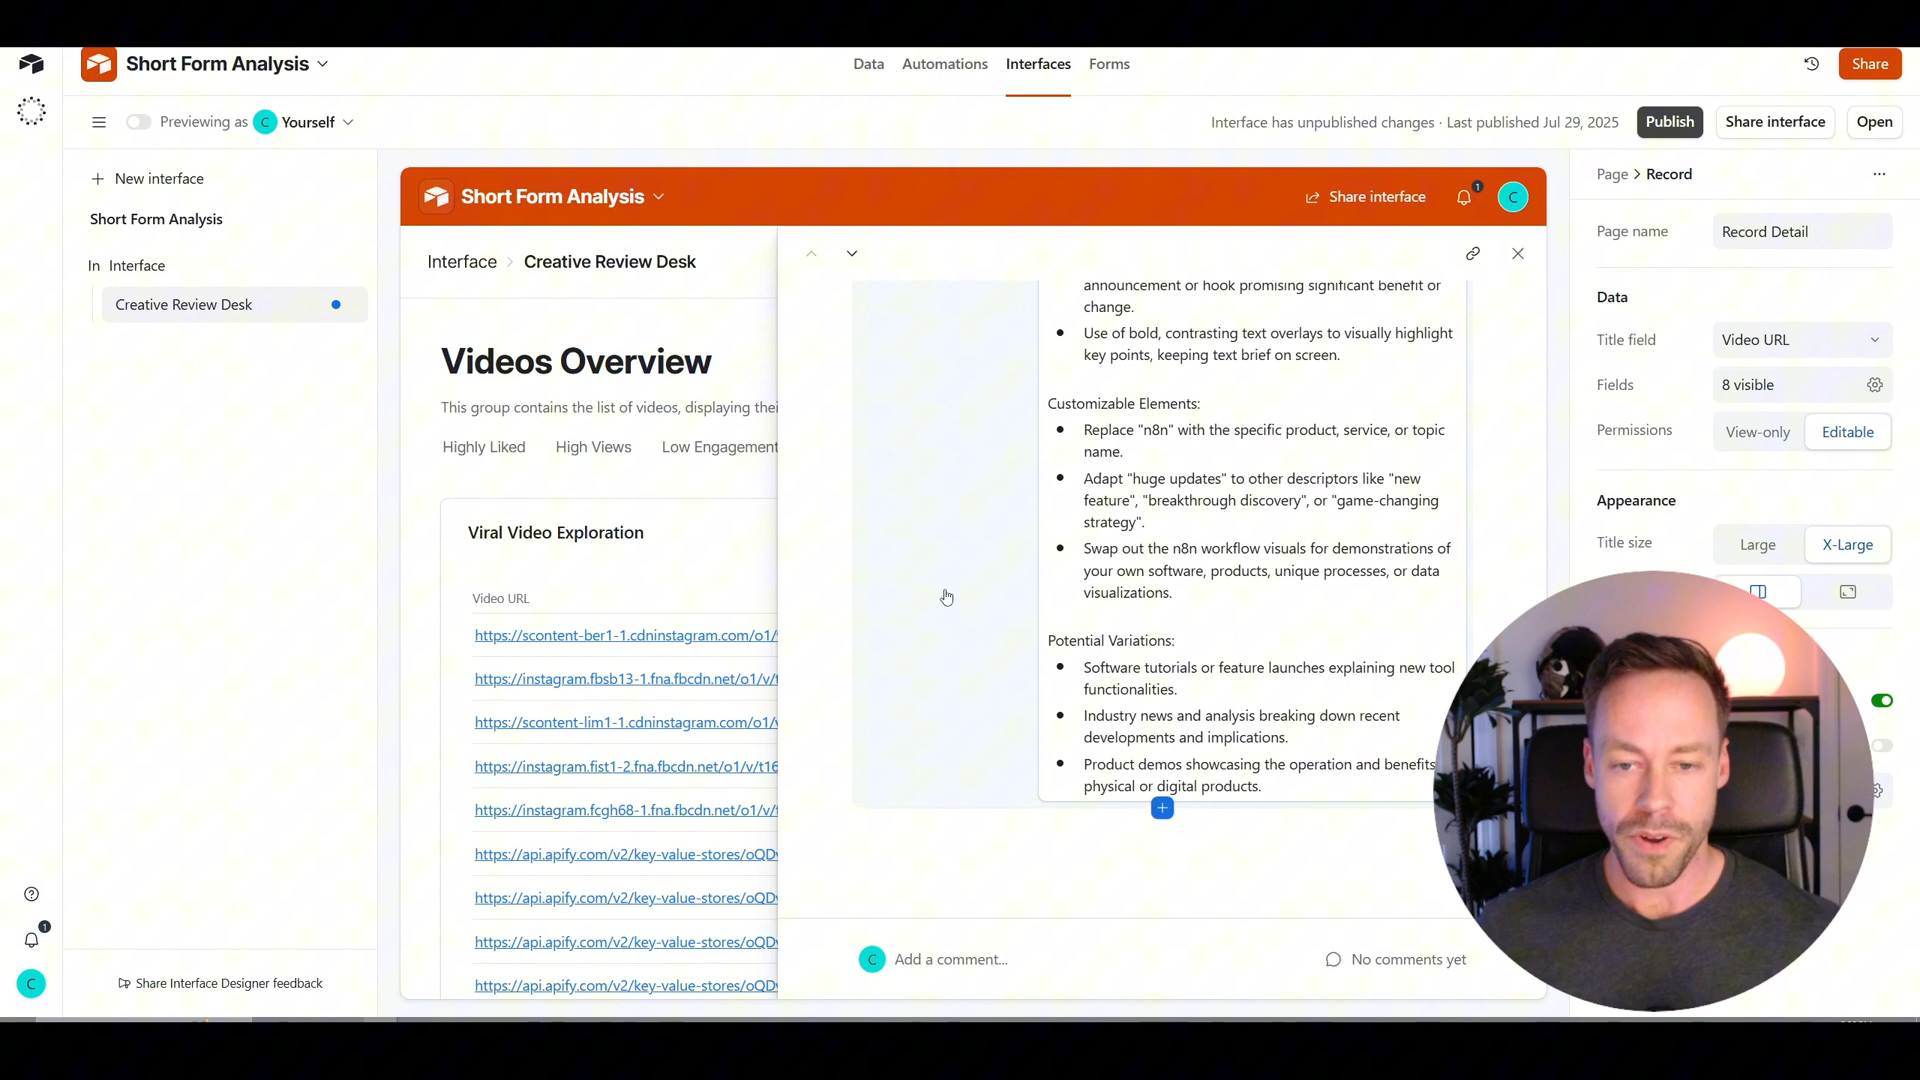 Short Form Analysis
Data
Automations
Interfaces
Forms
Share
Previewing as
C
Yourself
Interface has unpublished changes · Last published Jul 29, 2025
Publish
Share interface
Open
New interface
Short Form Analysis
In Interface
Creative Review Desk
Short Form Analysis
Share interface
1
C
Interface
Creative Review Desk
Videos Overview
This group contains the list of videos, displaying thei
Highly Liked
High Views
Low Engagement
Viral Video Exploration
Video URL
https://scontent-ber1-1.cdninstagram.com/o1/
https://instagram.fbsb13-1.fna.fbcdn.net/o1/v/t
https://scontent-lim1-1.cdninstagram.com/o1/
https://instagram.fist1-2.fna.fbcdn.net/o1/v/t16
https://instagram.fcgh68-1.fna.fbcdn.net/o1/v/t
https://api.apify.com/v2/key-value-stores/oQD
https://api.apify.com/v2/key-value-stores/oQD
https://api.apify.com/v2/key-value-stores/oQD
https://api.apify.com/v2/key-value-stores/oQD
announcement or hook promising significant benefit or
change.
Use of bold, contrasting text overlays to visually highlight
key points, keeping text brief on screen.
Customizable Elements:
Replace "n8n" with the specific product, service, or topic
name.
Adapt "huge updates" to other descriptors like "new
feature", "breakthrough discovery", or "game-changing
strategy".
Swap out the n8n workflow visuals for demonstrations of
your own software, products, unique processes, or data
visualizations.
Potential Variations:
Software tutorials or feature launches explaining new tool
functionalities.
Industry news and analysis breaking down recent
developments and implications.
Product demos showcasing the operation and benefits
physical or digital products.
C
Add a comment...
No comments yet
Page > Record
Page name
Record Detail
Data
Title field
Video URL
Fields
8 visible
Permissions
View-only
Editable
Appearance
Title size
Large
X-Large
1
C
Share Interface Designer feedback